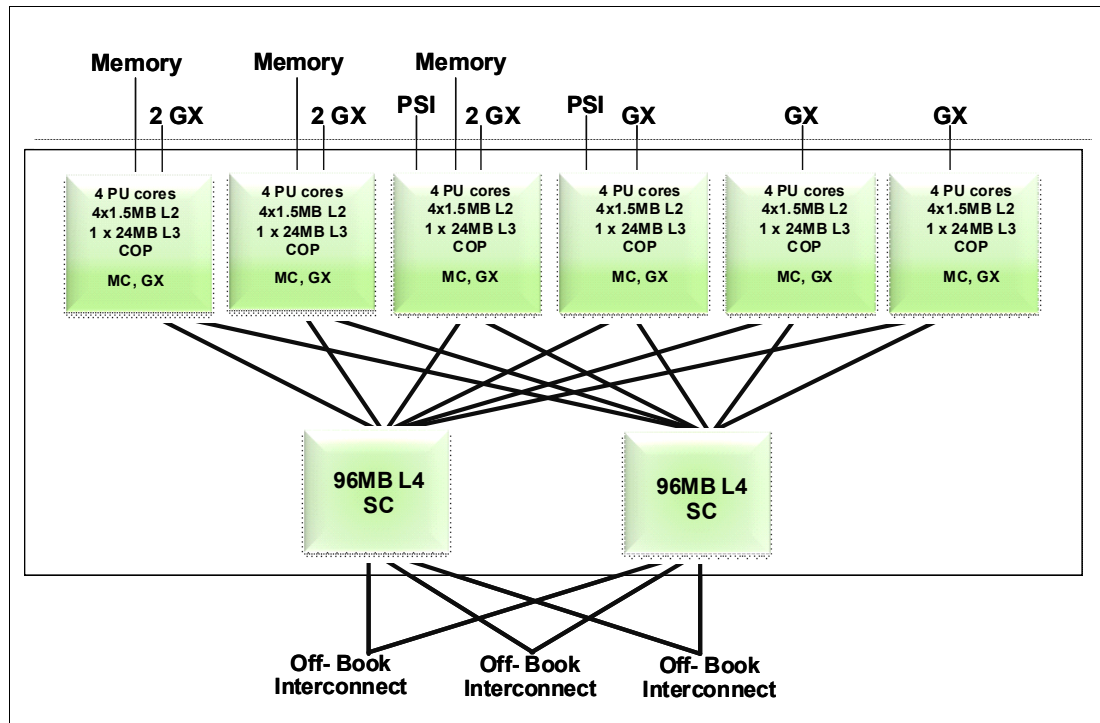 Memory
Memory
Memory
2 GX
2 GX
PSI
2 GX
PSI
GX
GX
GX
4 PU cores
4x1.5MB L2
1 x 24MB L3
COP
MC, GX
4 PU cores
4x1.5MB L2
1 x 24MB L3
COP
MC, GX
4 PU cores
4x1.5MB L2
1 x 24MB L3
COP
MC, GX
4 PU cores
4x1.5MB L2
1 x 24MB L3
COP
MC, GX
4 PU cores
4x1.5MB L2
1 x 24MB L3
COP
MC, GX
4 PU cores
4x1.5MB L2
1 x 24MB L3
COP
MC, GX
96MB L4
SC
96MB L4
SC
Off- Book
Interconnect
Off- Book
Interconnect
Off- Book
Interconnect